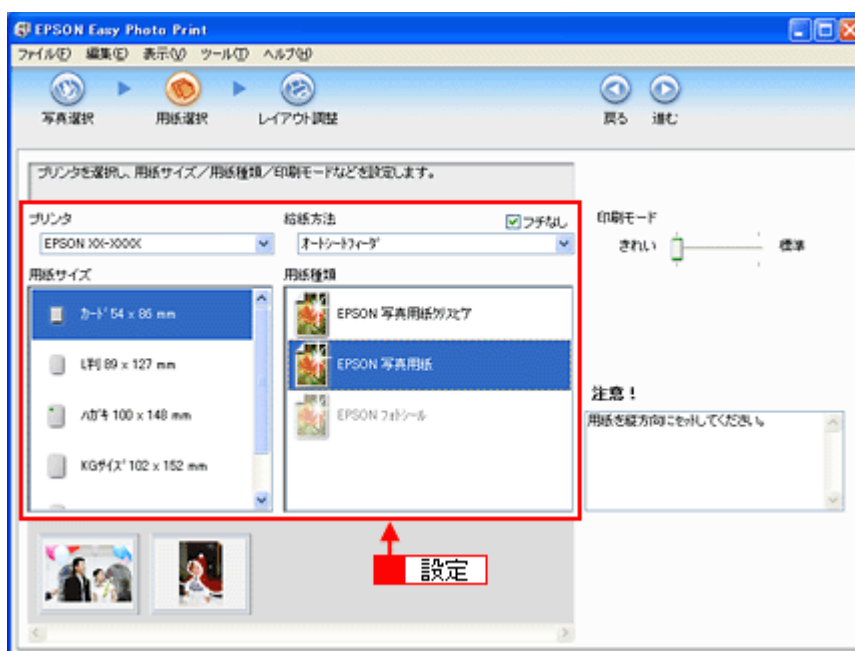 EPSON Easy Photo Print
ファイル(F) 編集(E) 表示(V) ツール(T) ヘルプ(H)
写真選択 用紙選択 レイアウト調整 戻る 進む
プリンタを選択し、用紙サイズ／用紙種類／印刷モードなどを設定します。
プリンタ 給紙方法 フチなし
EPSON XX-XXXX オートシートフィーダ
用紙サイズ 用紙種類
カード 54 x 86 mm
L判 89 x 127 mm
ハガキ 100 x 148 mm
KGサイズ 102 x 152 mm
EPSON 写真用紙クリスピア
EPSON 写真用紙
EPSON フォトシール
印刷モード
きれい 標準
注意！
用紙を縦方向にセットしてください。
設定